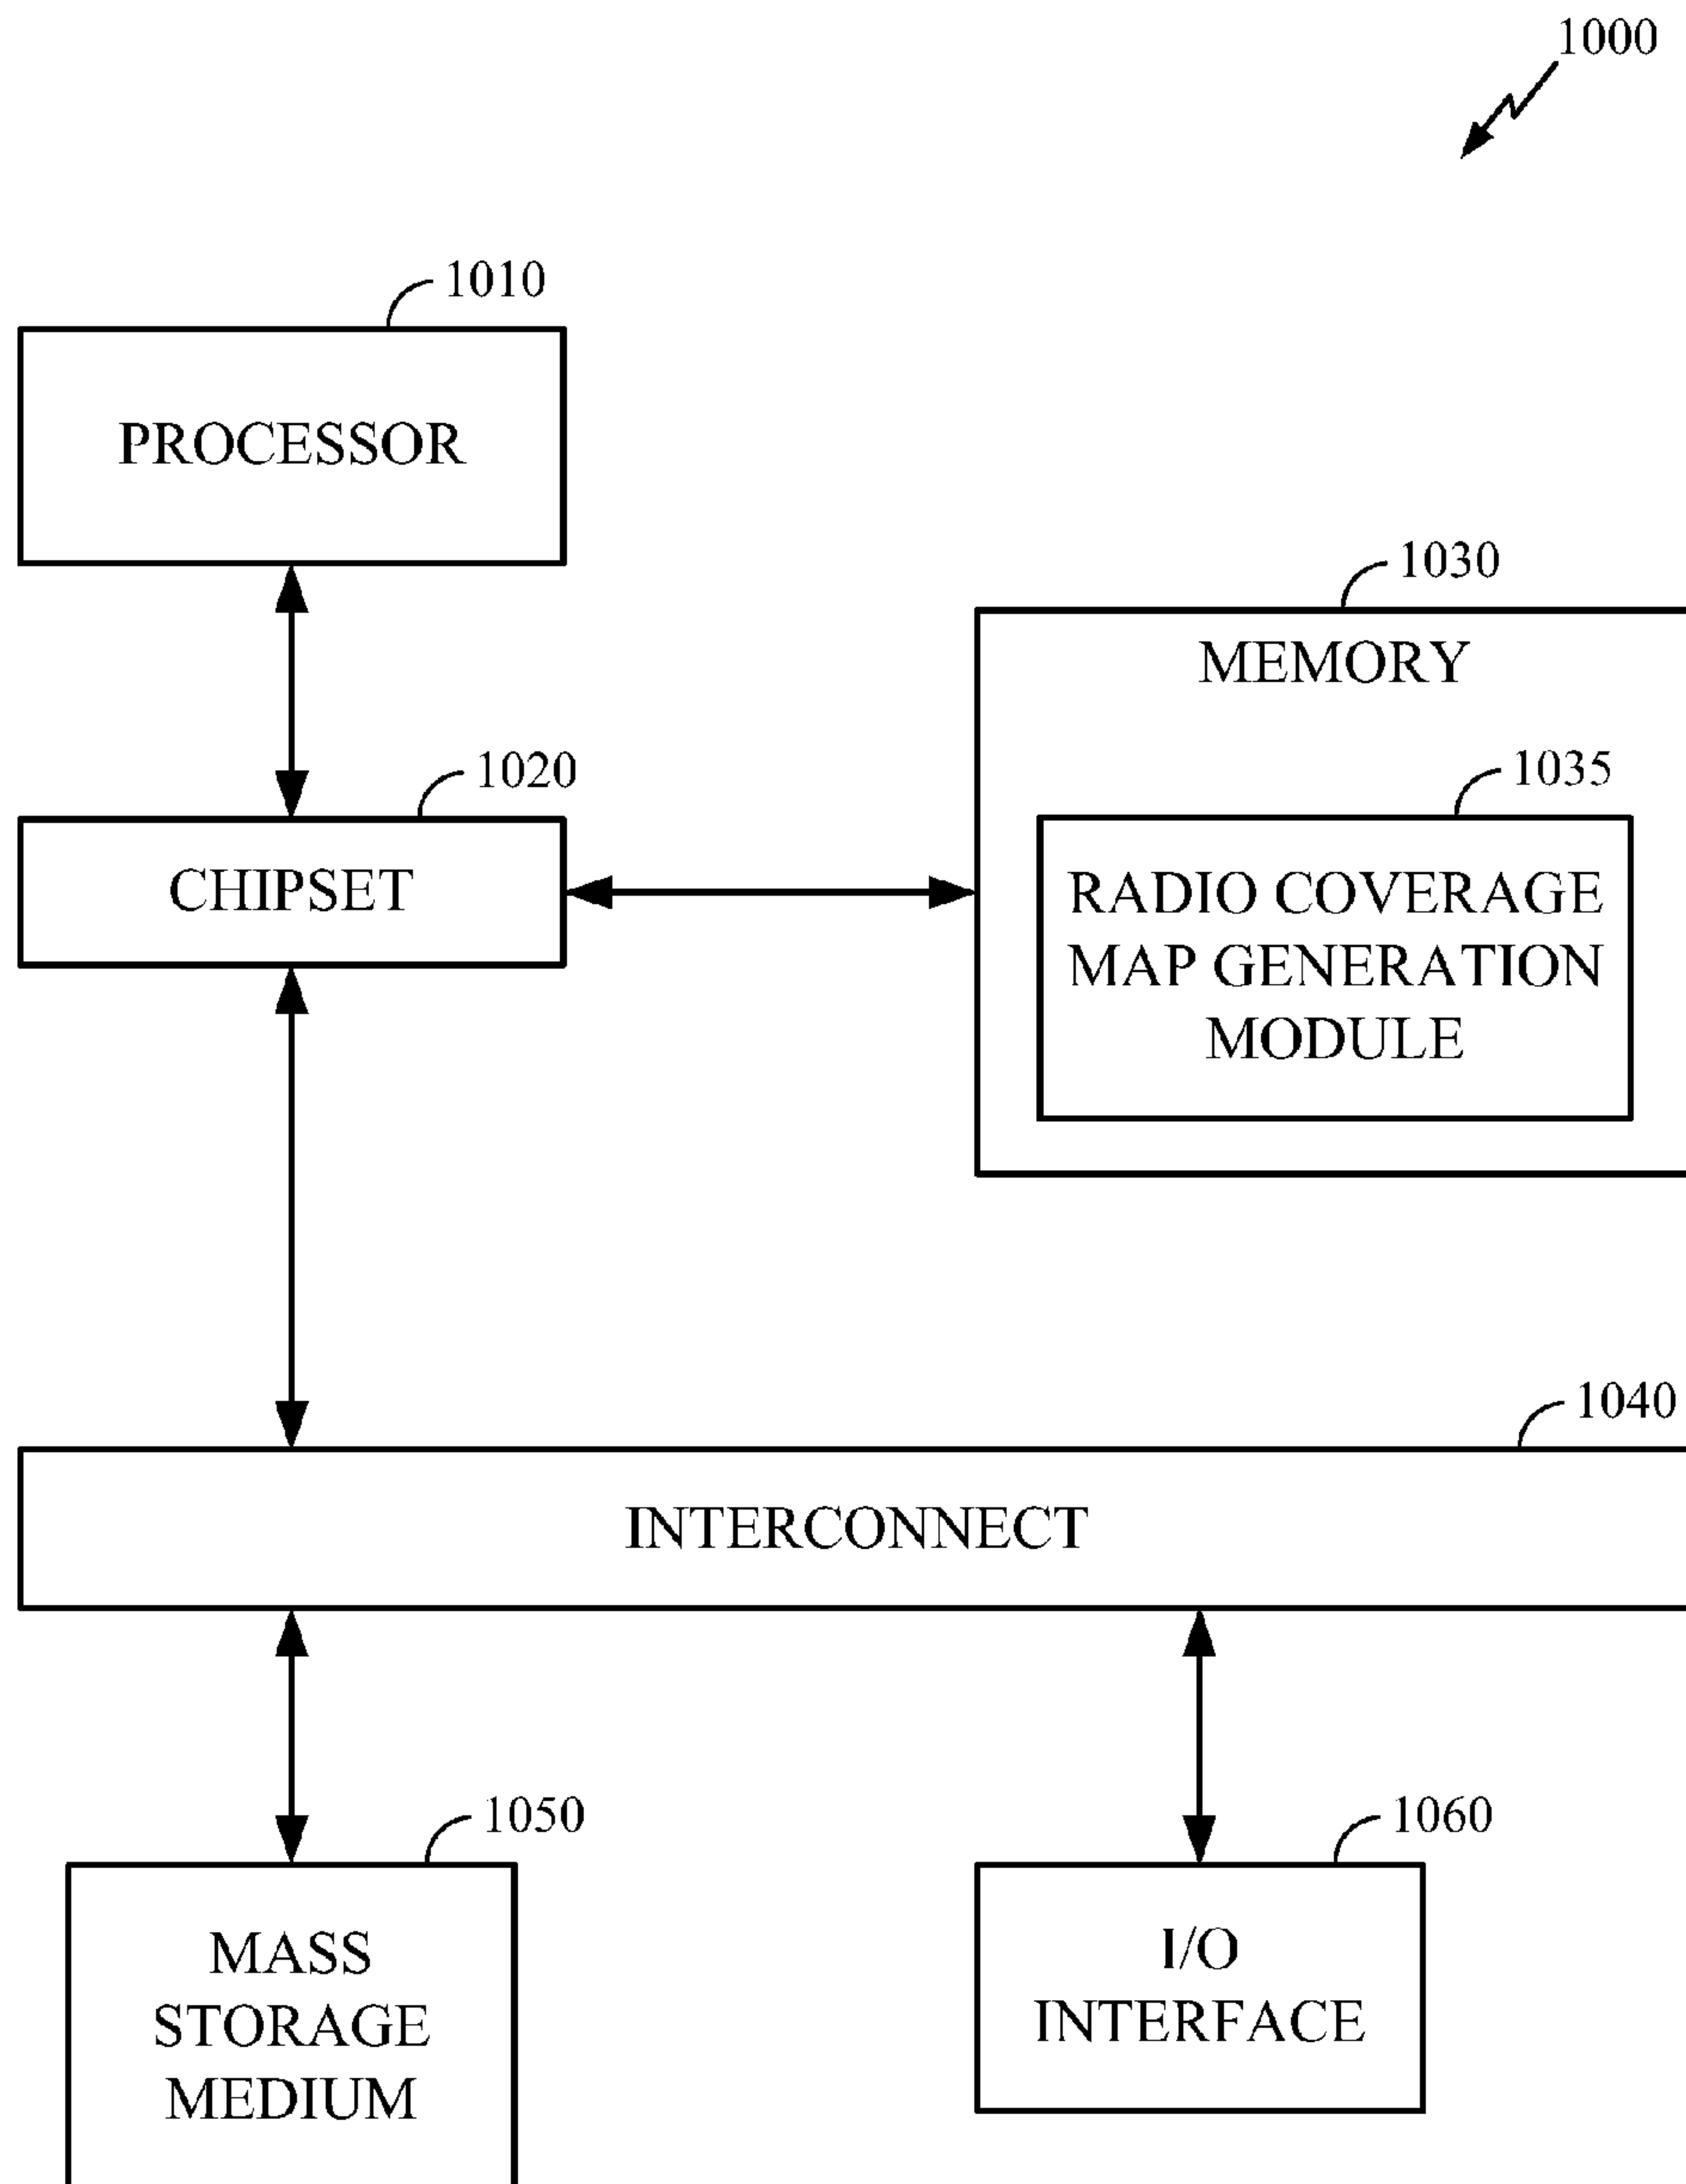 1000
1010
PROCESSOR
1030
MEMORY
1020
CHIPSET
1035
RADIO COVERAGE
MAP GENERATION
MODULE
1040
INTERCONNECT
1050
MASS
STORAGE
MEDIUM
1060
I/O
INTERFACE